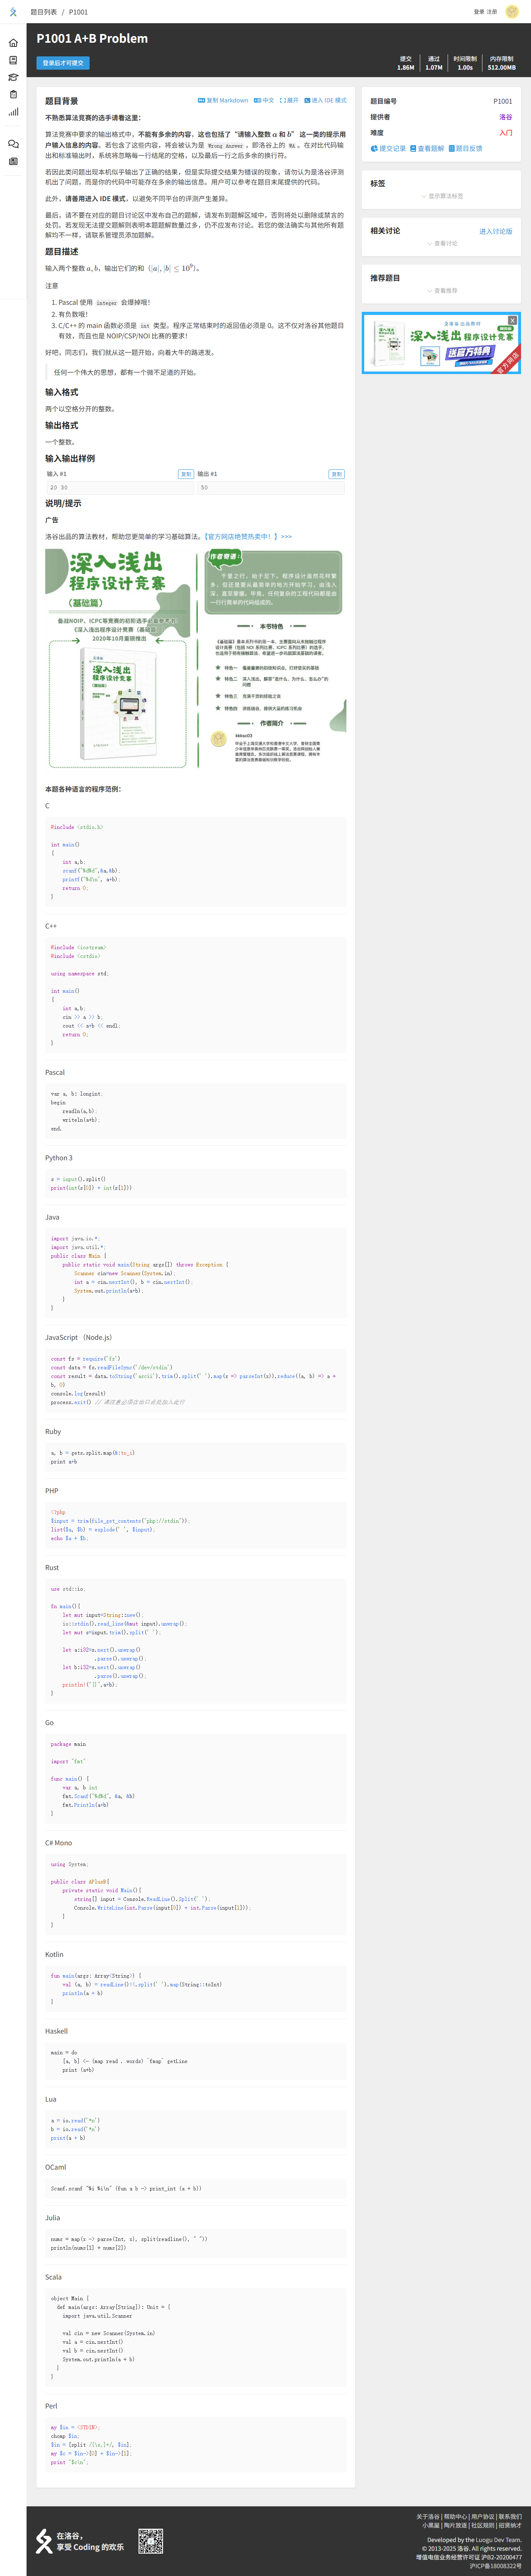 题目列表 / P1001
登录 注册
P1001 A+B Problem
登录后才可提交
提交
1.86M
通过
1.07M
时间限制
1.00s
内存限制
512.00MB
题目背景
复制 Markdown 中文 展开 进入 IDE 模式
不熟悉算法竞赛的选手请看这里：
算法竞赛中要求的输出格式中，不能有多余的内容，这也包括了“请输入整数 a 和 b” 这一类的提示用
户输入信息的内容。若包含了这些内容，将会被认为是 Wrong Answer，即洛谷上的 WA。在对比代码输
出和标准输出时，系统将忽略每一行结尾的空格，以及最后一行之后多余的换行符。
若因此类问题出现本机似乎输出了正确的结果，但是实际提交结果为错误的现象，请勿认为是洛谷评测
机出了问题，而是你的代码中可能存在多余的输出信息。用户可以参考在题目末尾提供的代码。
此外，请善用进入 IDE 模式，以避免不同平台的评测产生差异。
最后，请不要在对应的题目讨论区中发布自己的题解，请发布到题解区域中，否则将处以删除或禁言的
处罚。若发现无法提交题解则表明本题题解数量过多，仍不应发布讨论。若您的做法确实与其他所有题
解均不一样，请联系管理员添加题解。
题目描述
输入两个整数 a, b，输出它们的和（|a|, |b| ≤ 10⁹）。
注意
1. Pascal 使用 integer 会爆掉哦！
2. 有负数哦！
3. C/C++ 的 main 函数必须是 int 类型，而且程序正常结束时的返回值必须是 0。这不仅对洛谷其他题目
有效，而且也是 NOIP/CSP/NOI 比赛的要求！
好吧，同志们，我们就从这一题开始，向着大牛的路进发。
任何一个伟大的思想，都有一个微不足道的开始。
输入格式
两个以空格分开的整数。
输出格式
一个整数。
输入输出样例
输入 #1 复制
20 30
输出 #1 复制
50
说明/提示
广告
洛谷出品的算法教材，帮助您更简单的学习基础算法。【官方网店绝赞热卖中！】>>>
深入浅出
程序设计竞赛
（基础篇）
备战NOIP、ICPC等竞赛的初阶选手必备参考书
《深入浅出程序设计竞赛（基础篇）》
2020年10月重磅推出
作者寄语！
本书特色
作者简介
kkksc03
本题各种语言的程序范例：
C
#include <stdio.h>
int main()
{
int a,b;
scanf("%d%d",&a,&b);
printf("%d\n", a+b);
return 0;
}
C++
#include <iostream>
#include <cstdio>
using namespace std;
int main()
{
int a,b;
cin >> a >> b;
cout << a+b << endl;
return 0;
}
Pascal
var a, b: longint;
begin
readln(a,b);
writeln(a+b);
end.
Python 3
s = input().split()
print(int(s[0]) + int(s[1]))
Java
import java.io.*;
import java.util.*;
public class Main {
public static void main(String args[]) throws Exception {
Scanner cin=new Scanner(System.in);
int a = cin.nextInt(), b = cin.nextInt();
System.out.println(a+b);
}
}
JavaScript （Node.js）
const fs = require('fs')
const data = fs.readFileSync('/dev/stdin')
const result = data.toString('ascii').trim().split(' ').map(x => parseInt(x)).reduce((a, b) => a +
b, 0)
console.log(result)
process.exit() // 请注意必须在出口点处加入此行
Ruby
a, b = gets.split.map(&:to_i)
print a+b
PHP
<?php
$input = trim(file_get_contents("php://stdin"));
list($a, $b) = explode(' ', $input);
echo $a + $b;
Rust
use std::io;
fn main(){
let mut input=String::new();
io::stdin().read_line(&mut input).unwrap();
let mut s=input.trim().split(' ');
let a:i32=s.next().unwrap()
.parse().unwrap();
let b:i32=s.next().unwrap()
.parse().unwrap();
println!("{}",a+b);
}
Go
package main
import "fmt"
func main() {
var a, b int
fmt.Scanf("%d%d", &a, &b)
fmt.Println(a+b)
}
C# Mono
using System;
public class APlusB{
private static void Main(){
string[] input = Console.ReadLine().Split(' ');
Console.WriteLine(int.Parse(input[0]) + int.Parse(input[1]));
}
}
Kotlin
fun main(args: Array<String>) {
val (a, b) = readLine()!!.split(' ').map(String::toInt)
println(a + b)
}
Haskell
main = do
[a, b] <- (map read . words) `fmap` getLine
print (a+b)
Lua
a = io.read('*n')
b = io.read('*n')
print(a + b)
OCaml
Scanf.scanf "%i %i\n" (fun a b -> print_int (a + b))
Julia
nums = map(x -> parse(Int, x), split(readline(), " "))
println(nums[1] + nums[2])
Scala
object Main {
def main(args: Array[String]): Unit = {
import java.util.Scanner
val cin = new Scanner(System.in)
val a = cin.nextInt()
val b = cin.nextInt()
System.out.println(a + b)
}
}
Perl
my $in = <STDIN>;
chomp $in;
$in = [split /[\s,]+/, $in];
my $c = $in->[0] + $in->[1];
print "$c\n";
题目编号 P1001
提供者 洛谷
难度 入门
提交记录 查看题解 题目反馈
标签
显示算法标签
相关讨论 进入讨论版
查看讨论
推荐题目
查看推荐
深入浅出
程序设计竞赛
官方网店
在洛谷，
享受 Coding 的欢乐
关于洛谷 | 帮助中心 | 用户协议 | 联系我们
小黑屋 | 陶片放逐 | 社区规则 | 招贤纳才
Developed by the Luogu Dev Team.
© 2013-2025 洛谷. All rights reserved.
增值电信业务经营许可证 沪B2-20200477
沪ICP备18008322号